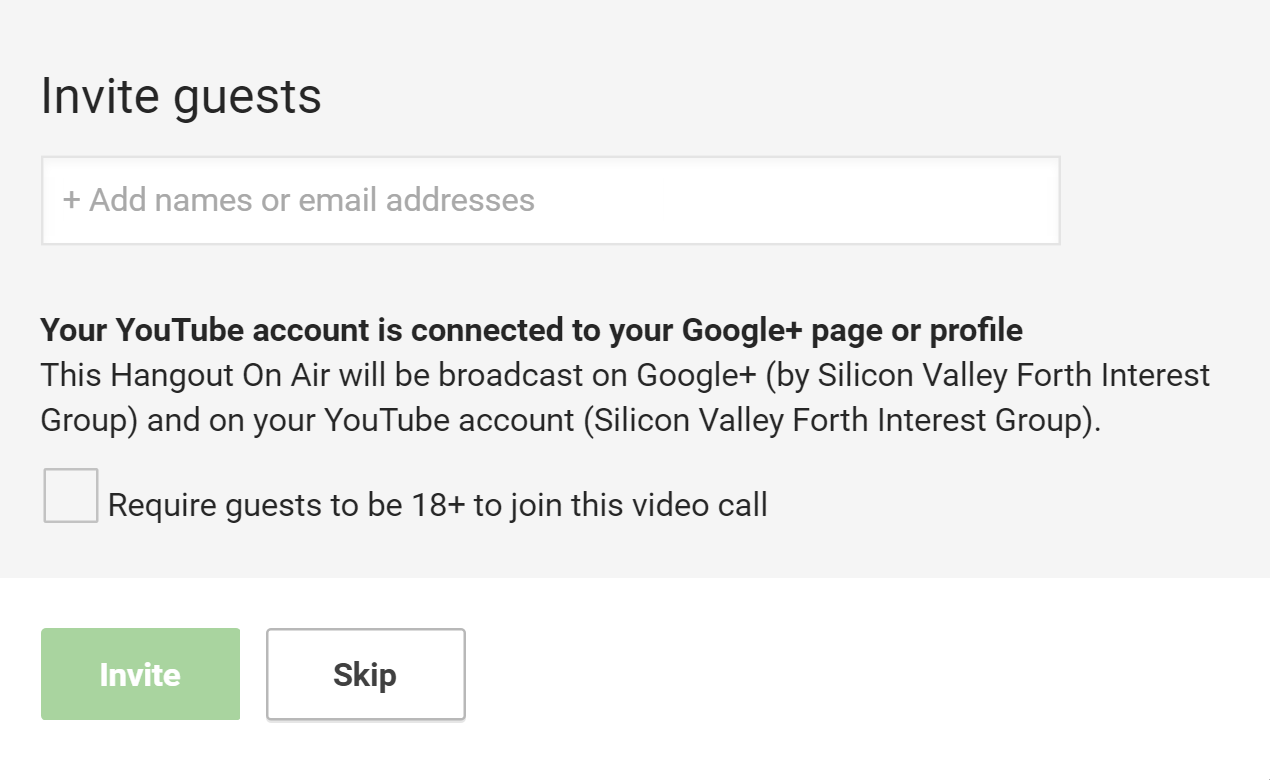 Invite guests
+ Add names or email addresses
Your YouTube account is connected to your Google+ page or profile
This Hangout On Air will be broadcast on Google+ (by Silicon Valley Forth Interest
Group) and on your YouTube account (Silicon Valley Forth Interest Group).
Require guests to be 18+ to join this video call
Invite Skip